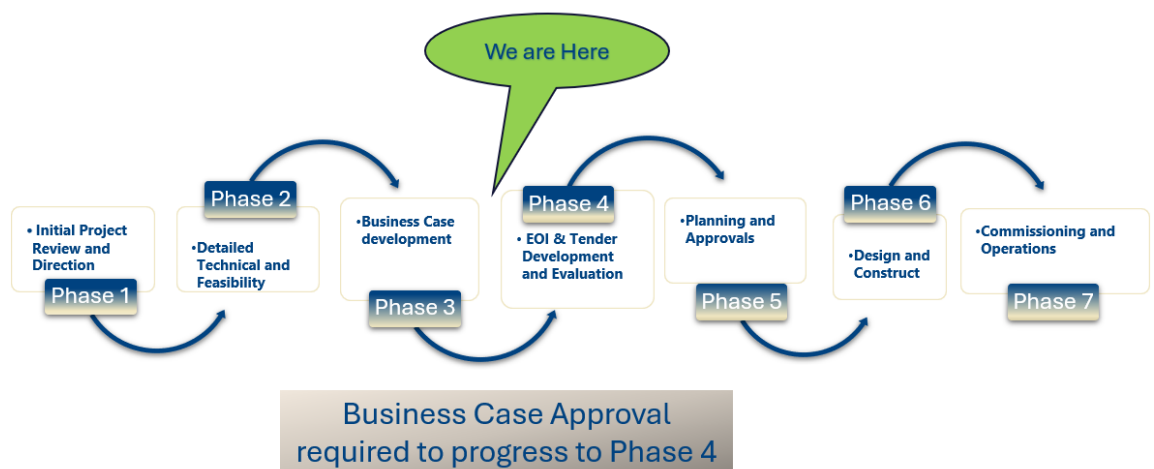 We are Here
• Initial Project
Review and
Direction
Phase 1
Phase 2
•Detailed
Technical and
Feasibility
•Business Case
development
Phase 3
Phase 4
• EOI & Tender
Development
and Evaluation
•Planning and
Approvals
Phase 5
Phase 6
•Design and
Construct
•Commissioning and
Operations
Phase 7
Business Case Approval
required to progress to Phase 4